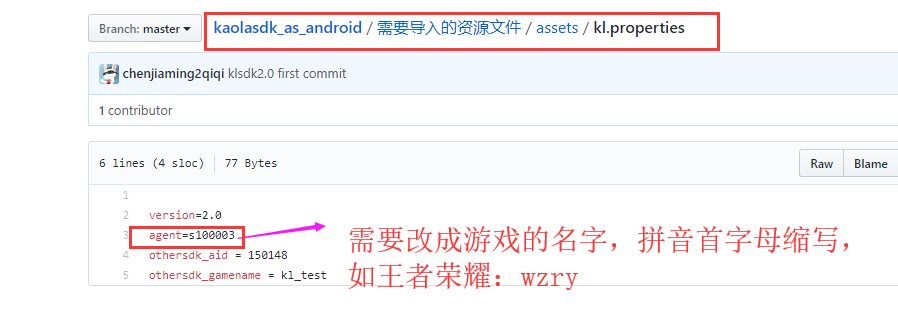 Branch: master kaolasdk_as_android / 需要导入的资源文件 / assets / kl.properties
chenjiaming2qiqi klsdk2.0 first commit
1 contributor
6 lines (4 sloc) 77 Bytes Raw Blame
1
2 version=2.0
3 agent=s100003
4 othersdk_aid = 150148
5 othersdk_gamename = kl_test
需要改成游戏的名字，拼音首字母缩写，
如王者荣耀：wzry